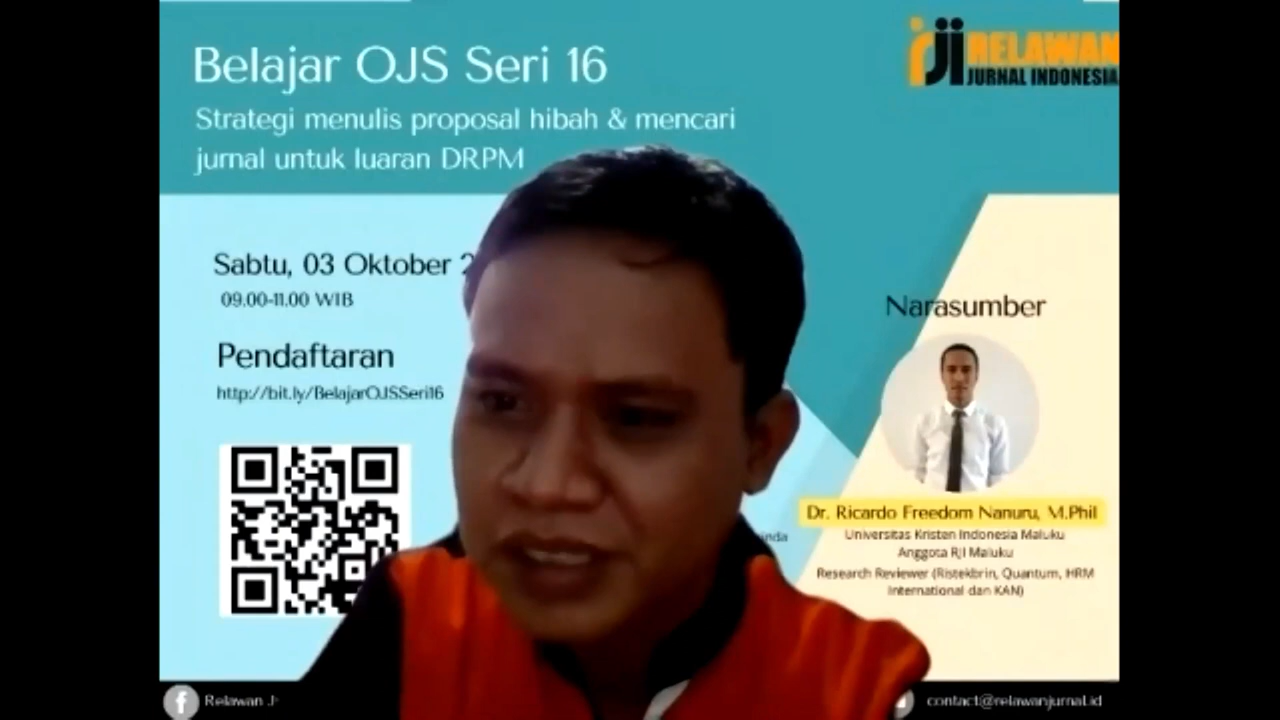 Belajar OJS Seri 16
Strategi menulis proposal hibah & mencari
jurnal untuk luaran DRPM
RELAWAN
JURNAL INDONESIA
Sabtu, 03 Oktober
09.00-11.00 WIB
Pendaftaran
http://bit.ly/BelajarOJSSeri16
Narasumber
Dr. Ricardo Freedom Nanuru, M.Phil
Universitas Kristen Indonesia Maluku
Anggota RJI Maluku
Research Reviewer (Ristekbrin, Quantum, HRM
International dan KAN)
Relawan
contact@relawanjurnal.id